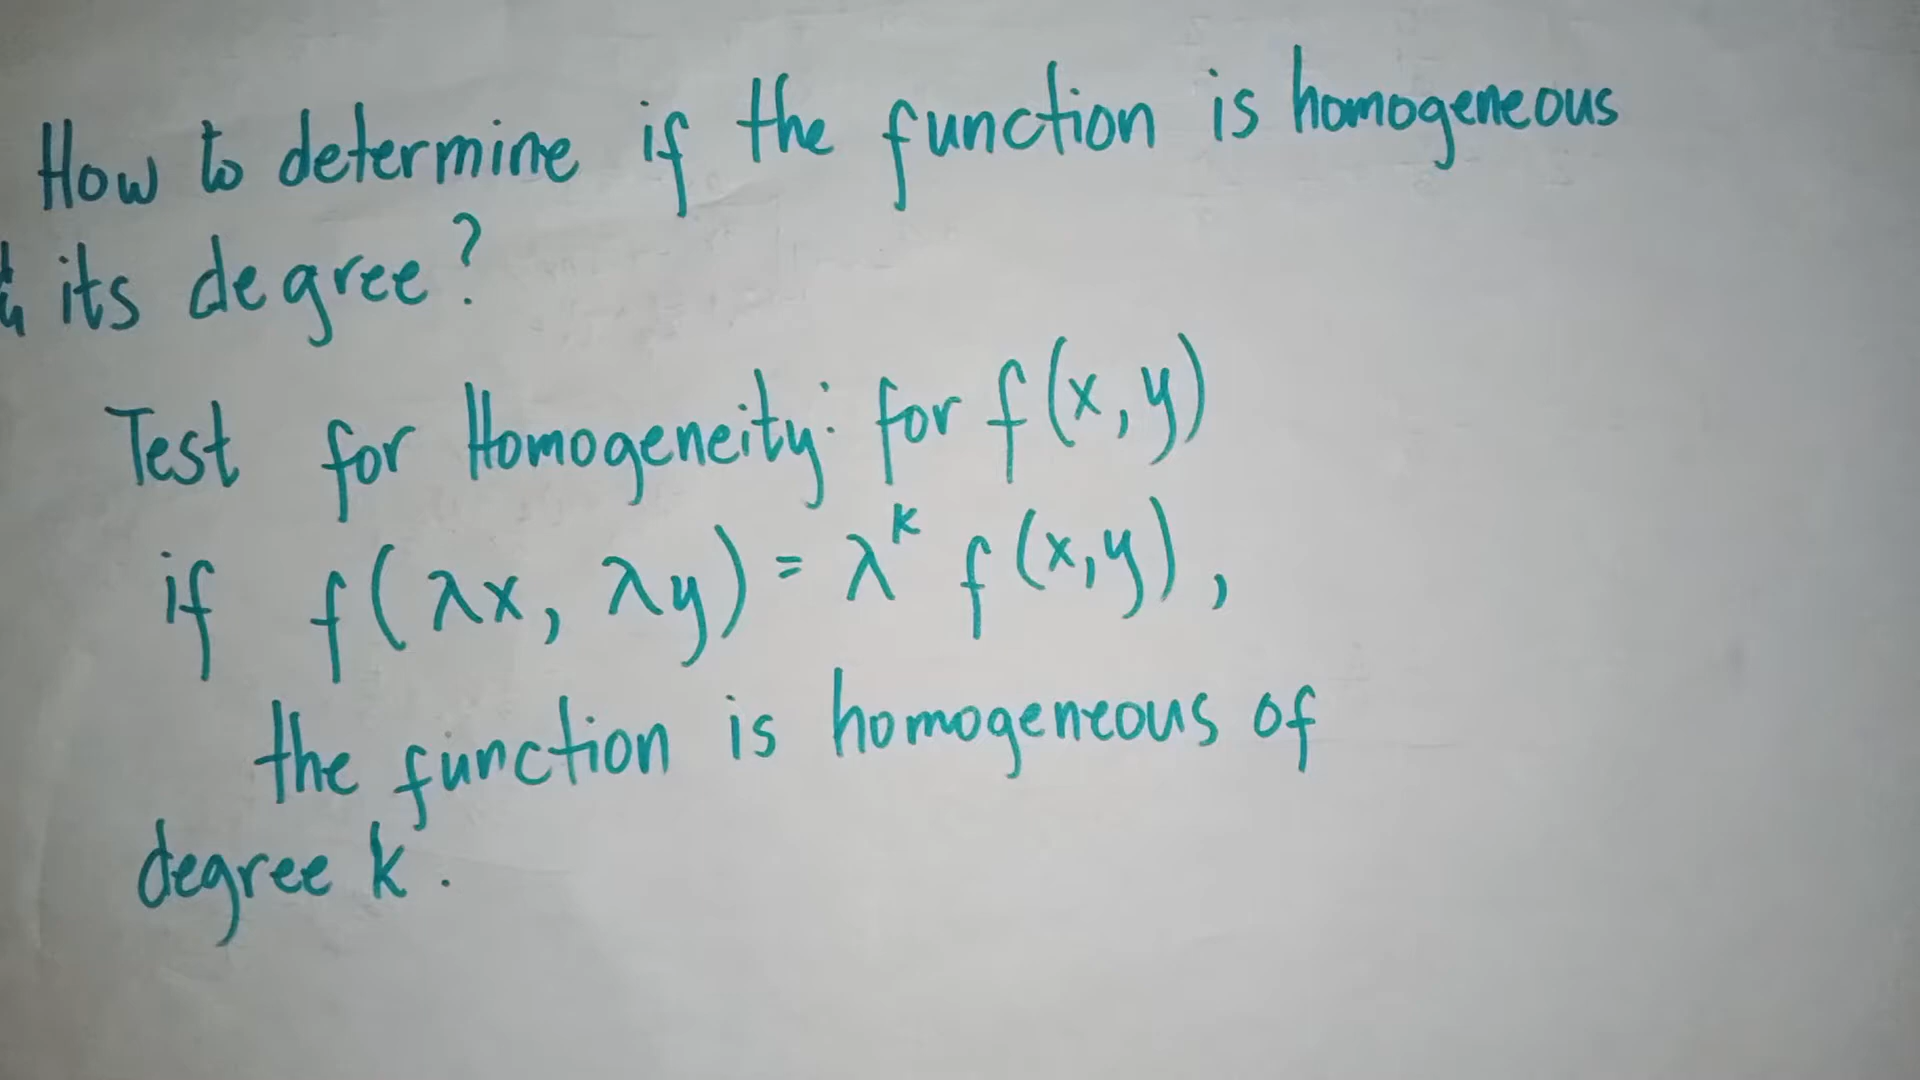 How to determine if the function is homogeneous
& its degree?
Test for Homogeneity: for f(x,y)
if f(λx, λy) = λᵏ f(x,y),
the function is homogeneous of
degree k.